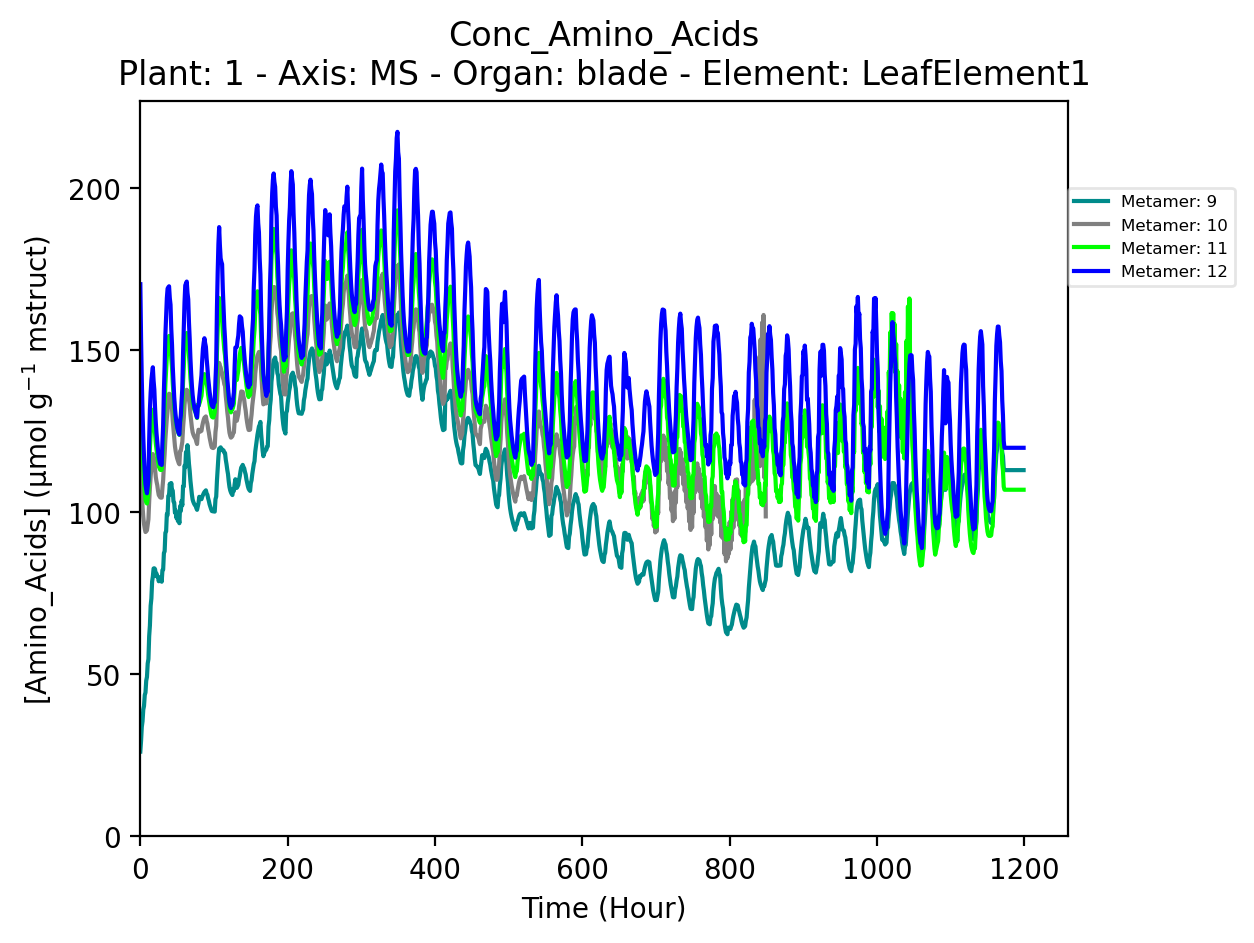 Conc_Amino_Acids
Plant: 1 - Axis: MS - Organ: blade - Element: LeafElement1
[Amino_Acids] (µmol g⁻¹ mstruct)
200
150
100
50
0
0 200 400 600 800 1000 1200
Time (Hour)
Metamer: 9
Metamer: 10
Metamer: 11
Metamer: 12